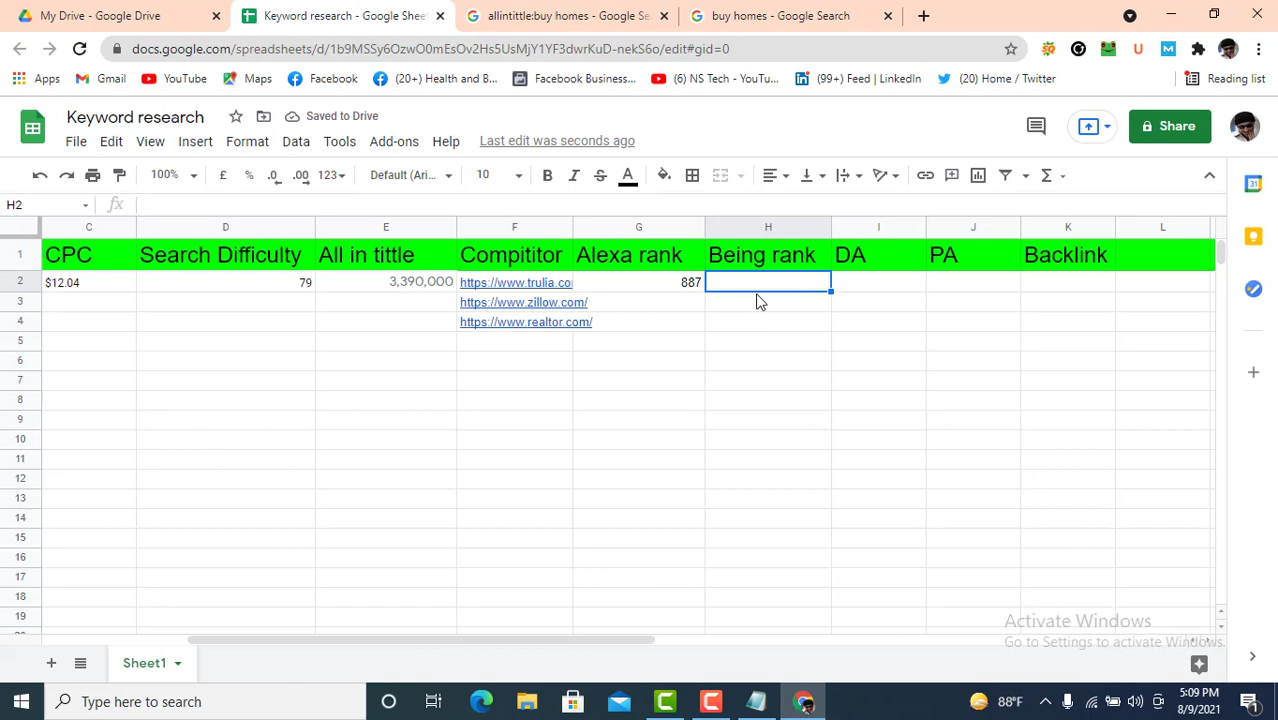 My Drive - Google Drive
Keyword research - Google Shee
allintitle:buy homes - Google Se
buy homes - Google Search
docs.google.com/spreadsheets/d/1b9MSSy6OzwO0mEsOv2Hs5UsMjY1YF3dwrKuD-nekS6o/edit#gid=0
Apps
Gmail
YouTube
Maps
Facebook
(20+) Health and B...
Facebook Business...
(6) NS Tech - YouTu...
(99+) Feed | LinkedIn
(20) Home / Twitter
Reading list
Keyword research
Saved to Drive
File Edit View Insert Format Data Tools Add-ons Help
Last edit was seconds ago
Share
100%
£ % .0 .00 123
Default (Ari...
10
B I S A
H2
fx
C D E F G H I J K L
1 CPC Search Difficulty All in tittle Compititor Alexa rank Being rank DA PA Backlink
2 $12.04 79 3,390,000 https://www.trulia.co 887
3 https://www.zillow.com/
4 https://www.realtor.com/
5
6
7
8
9
10
11
12
13
14
15
16
17
18
19
Activate Windows
Go to Settings to activate Windows.
Sheet1
Type here to search
88°F
5:09 PM
8/9/2021